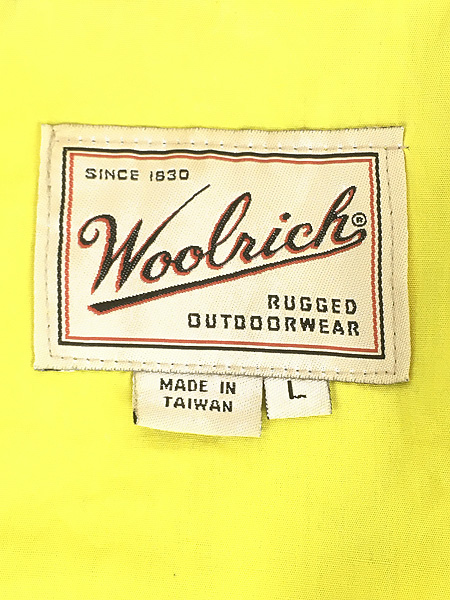 SINCE 1830
Woolrich®
RUGGED
OUTDOORWEAR
MADE IN
TAIWAN
L